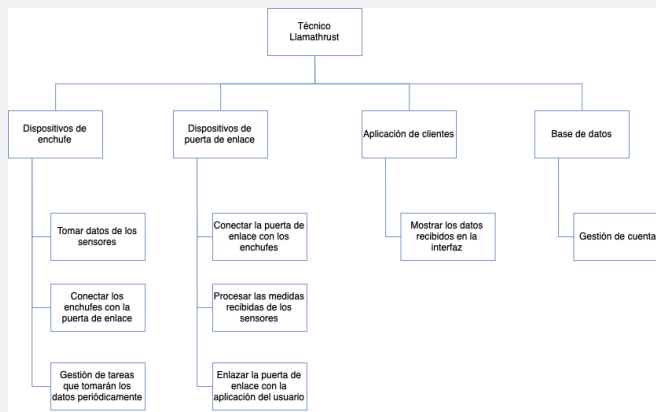 Técnico
Llamathrust
Dispositivos de
enchufe
Dispositivos de
puerta de enlace
Aplicación de clientes
Base de datos
Tomar datos de los
sensores
Conectar la puerta de
enlace con los
enchufes
Mostrar los datos
recibidos en la
interfaz
Gestión de cuenta
Conectar los
enchufes con la
puerta de enlace
Procesar las medidas
recibidas de los
sensores
Gestión de tareas
que tomarán los
datos periódicamente
Enlazar la puerta de
enlace con la
aplicación del usuario